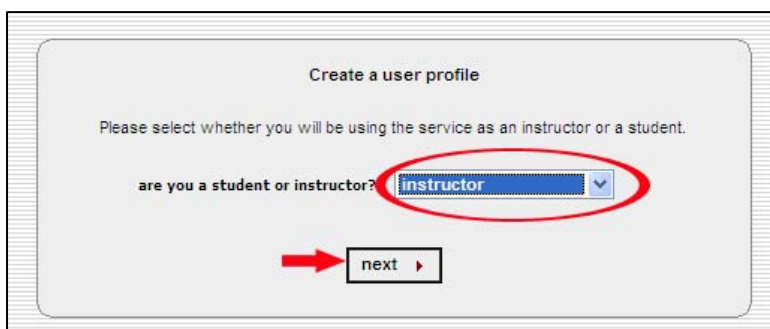 Create a user profile
Please select whether you will be using the service as an instructor or a student.
are you a student or instructor? instructor
next